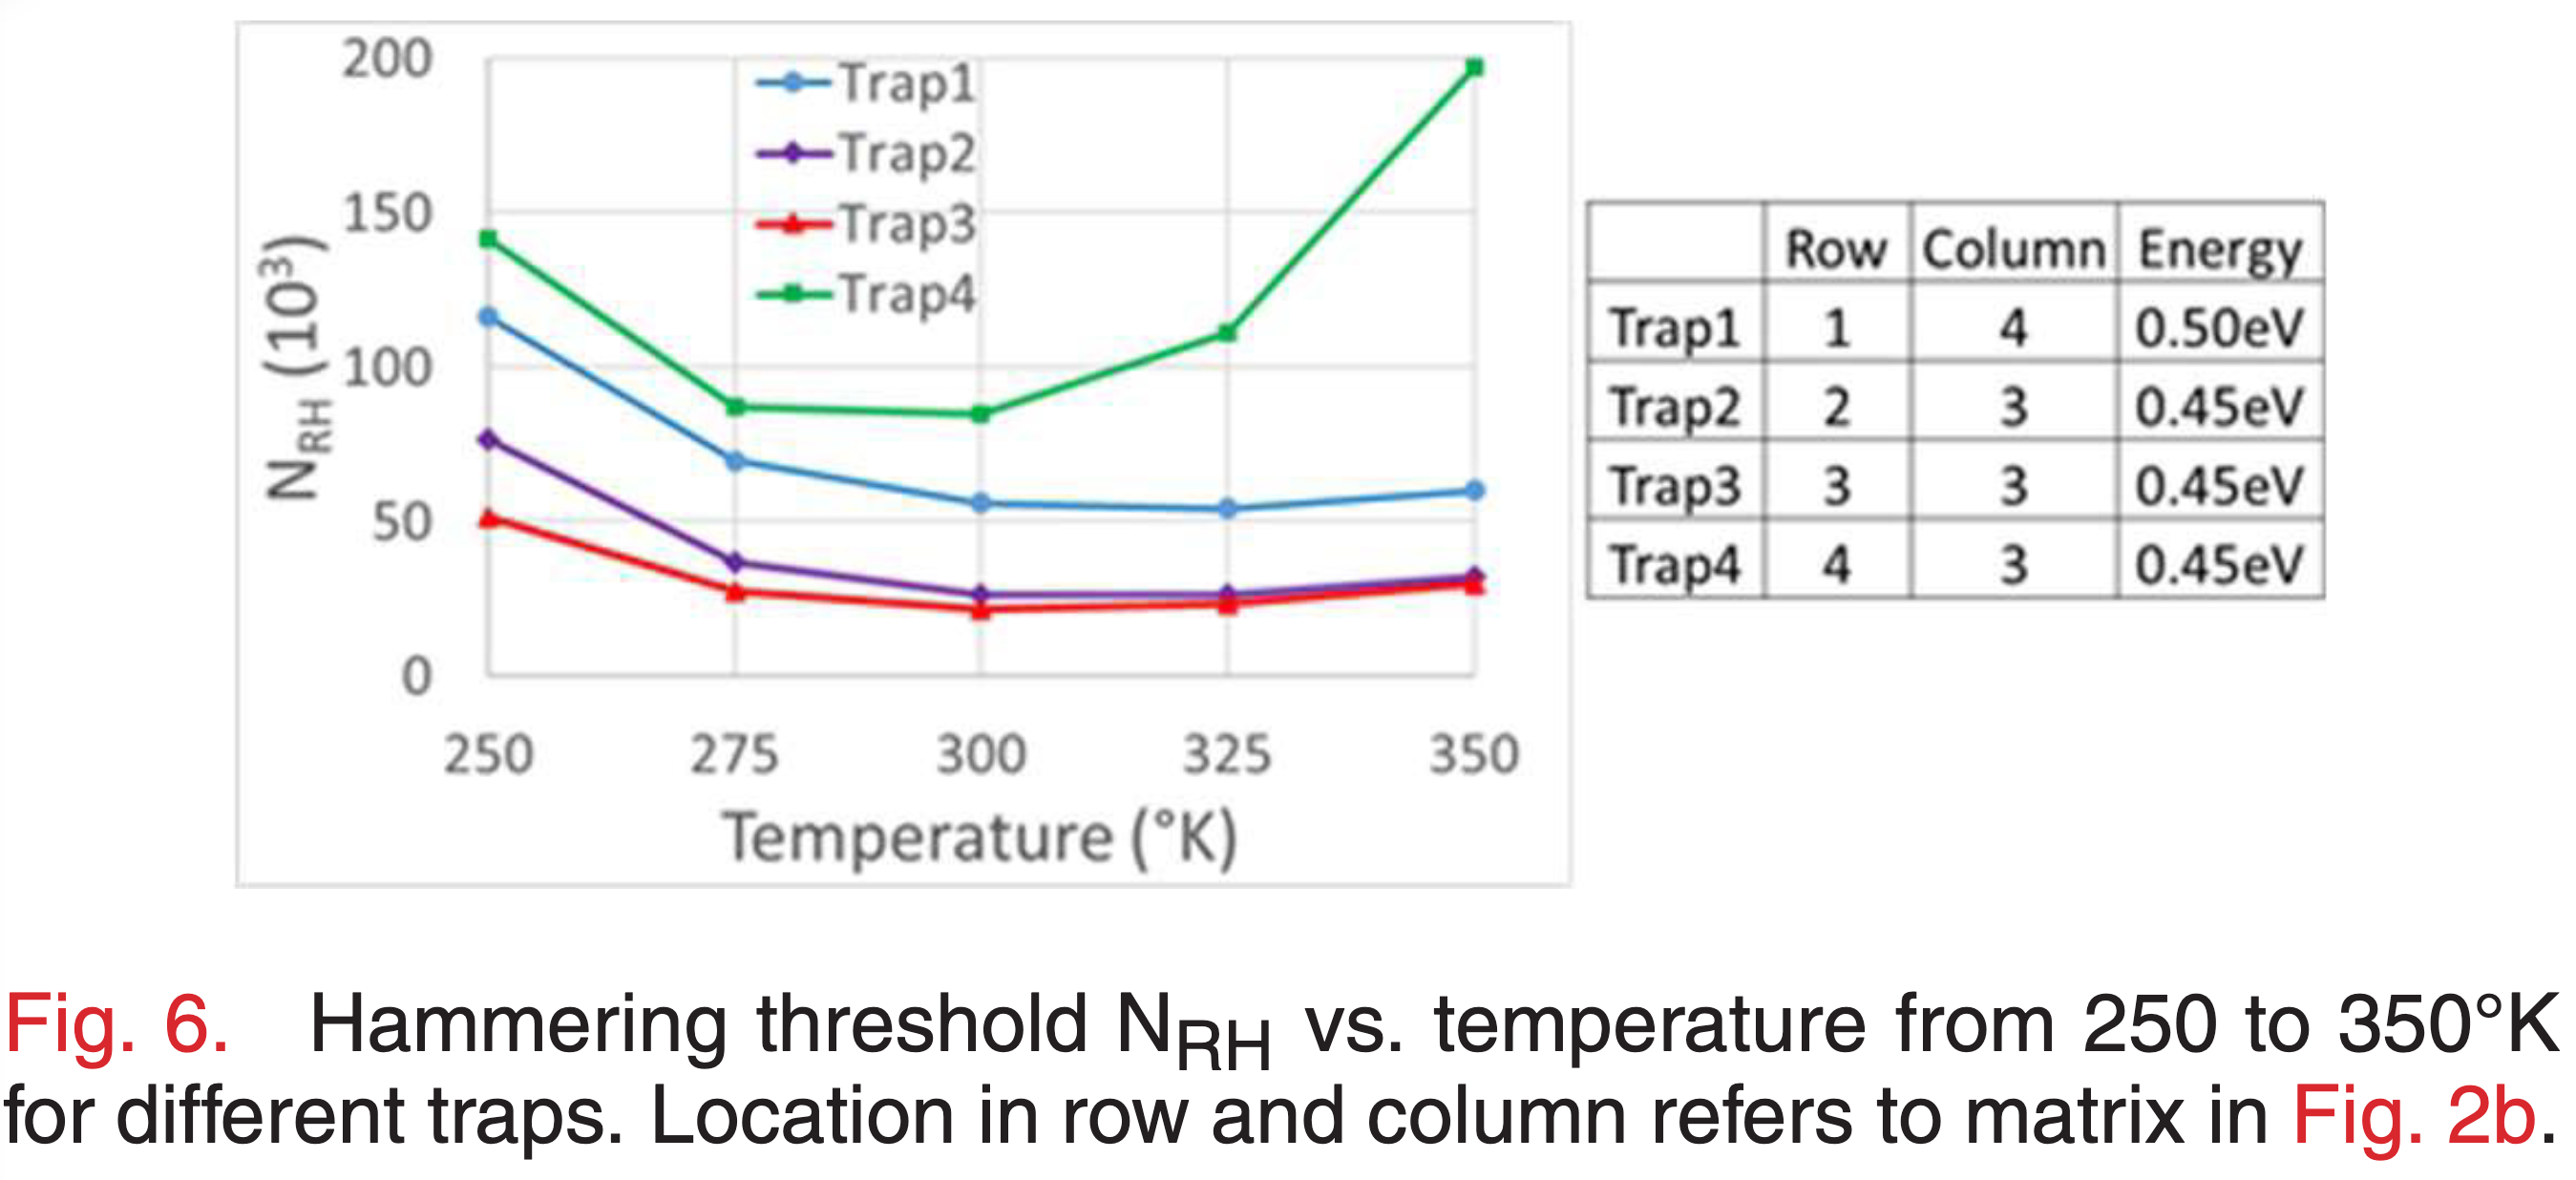 200
150
100
50
0
N_RH (10³)
Trap1
Trap2
Trap3
Trap4
250 275 300 325 350
Temperature (°K)
Row Column Energy
Trap1 1 4 0.50eV
Trap2 2 3 0.45eV
Trap3 3 3 0.45eV
Trap4 4 3 0.45eV
Fig. 6. Hammering threshold N_RH vs. temperature from 250 to 350°K
for different traps. Location in row and column refers to matrix in Fig. 2b.